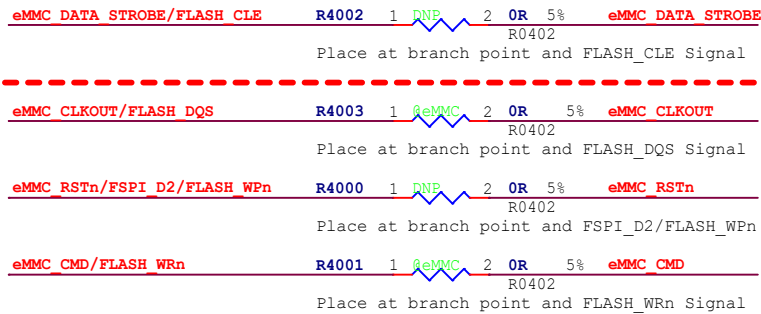 eMMC_DATA_STROBE/FLASH_CLE R4002 1 DNP 2 0R 5% eMMC_DATA_STROBE
R0402
Place at branch point and FLASH_CLE Signal
eMMC_CLKOUT/FLASH_DQS R4003 1 @eMMC 2 0R 5% eMMC_CLKOUT
R0402
Place at branch point and FLASH_DQS Signal
eMMC_RSTn/FSPI_D2/FLASH_WPn R4000 1 DNP 2 0R 5% eMMC_RSTn
R0402
Place at branch point and FSPI_D2/FLASH_WPn
eMMC_CMD/FLASH_WRn R4001 1 @eMMC 2 0R 5% eMMC_CMD
R0402
Place at branch point and FLASH_WRn Signal